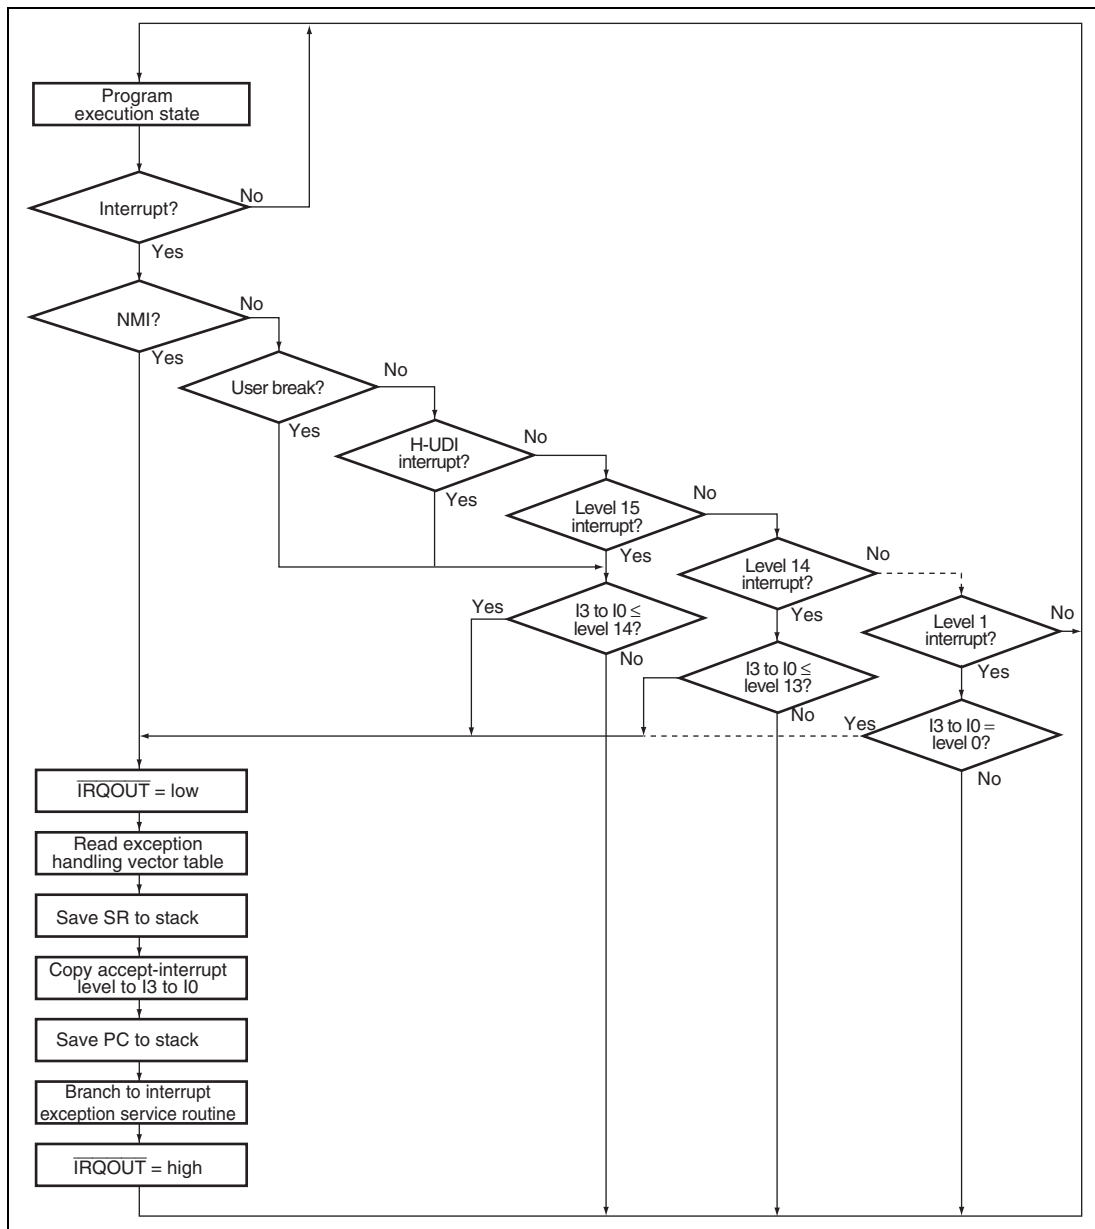 Program
execution state
Interrupt?
No
Yes
NMI?
No
Yes
User break?
No
Yes
H-UDI
interrupt?
No
Yes
Level 15
interrupt?
No
Yes
Level 14
interrupt?
No
Yes
Level 1
interrupt?
No
Yes
I3 to I0 ≤
level 14?
Yes
No
I3 to I0 ≤
level 13?
No
I3 to I0 =
level 0?
Yes
No
IRQOUT = low
Read exception
handling vector table
Save SR to stack
Copy accept-interrupt
level to I3 to I0
Save PC to stack
Branch to interrupt
exception service routine
IRQOUT = high